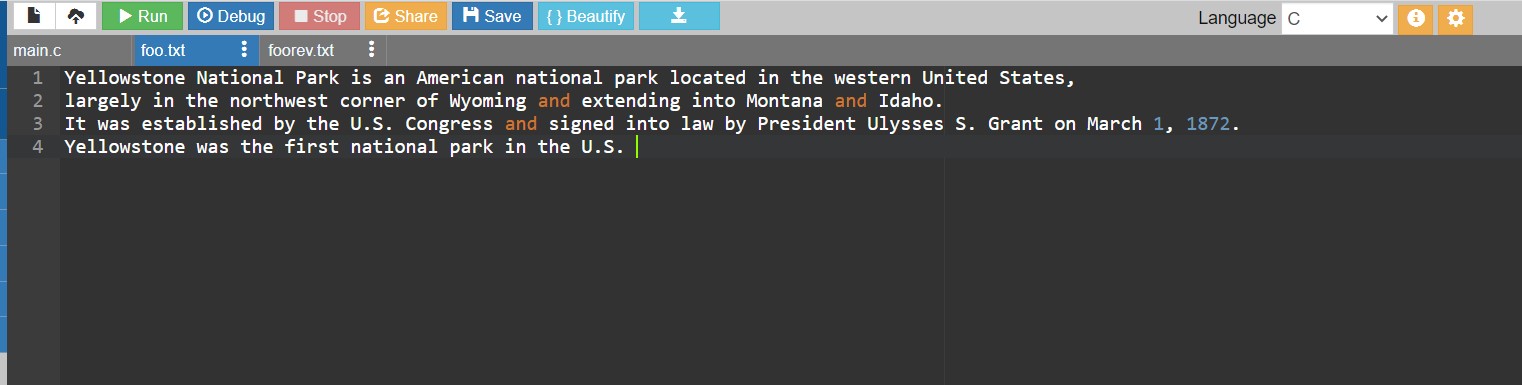 Run Debug Stop Share Save { } Beautify Language C
main.c foo.txt foorev.txt
1 Yellowstone National Park is an American national park located in the western United States,
2 largely in the northwest corner of Wyoming and extending into Montana and Idaho.
3 It was established by the U.S. Congress and signed into law by President Ulysses S. Grant on March 1, 1872.
4 Yellowstone was the first national park in the U.S.